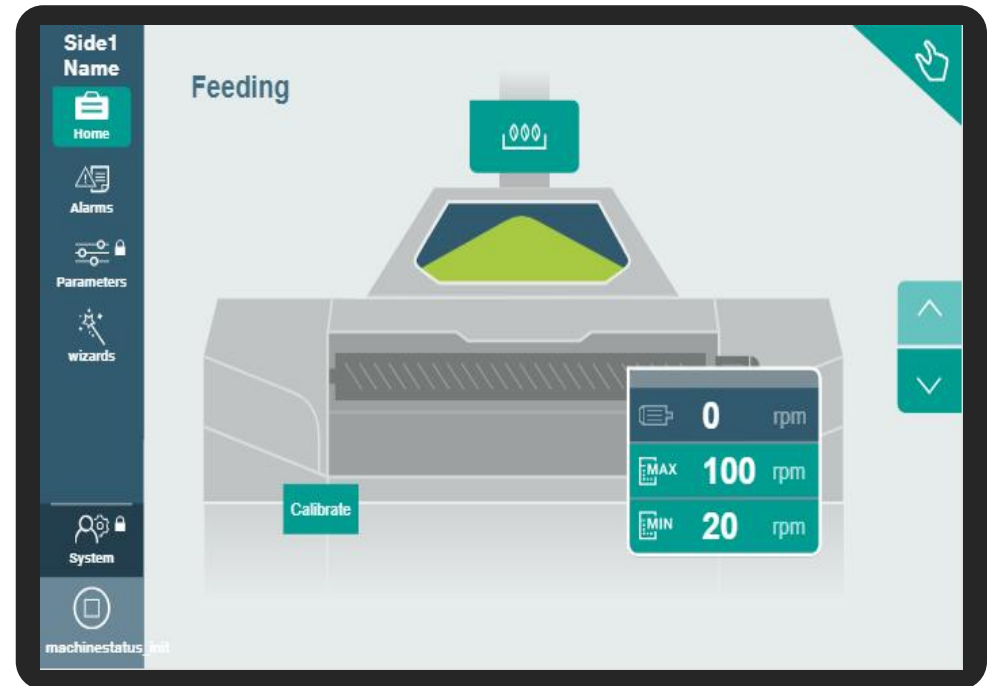 Side1
Name
Home
Alarms
Parameters
wizards
System
machinestatus_init
Feeding
0 rpm
MAX 100 rpm
MIN 20 rpm
Calibrate